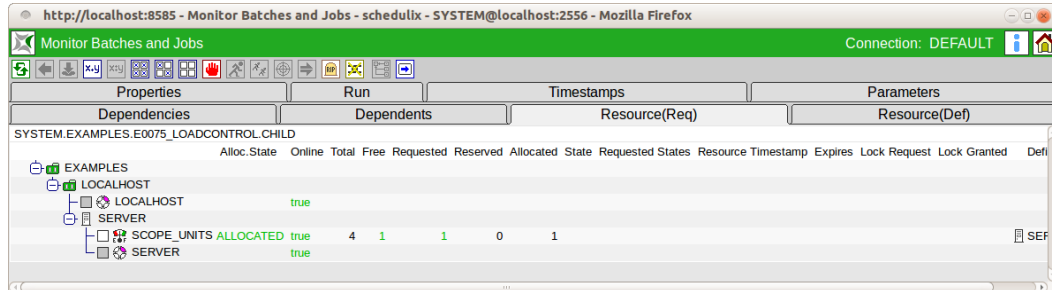 http://localhost:8585 - Monitor Batches and Jobs - schedulix - SYSTEM@localhost:2556 - Mozilla Firefox
Monitor Batches and Jobs Connection: DEFAULT
Properties Run Timestamps Parameters
Dependencies Dependents Resource(Req) Resource(Def)
SYSTEM.EXAMPLES.E0075_LOADCONTROL.CHILD
Alloc.State Online Total Free Requested Reserved Allocated State Requested States Resource Timestamp Expires Lock Request Lock Granted Defi
EXAMPLES
LOCALHOST
LOCALHOST true
SERVER
SCOPE_UNITS ALLOCATED true 4 1 1 0 1 SER
SERVER true